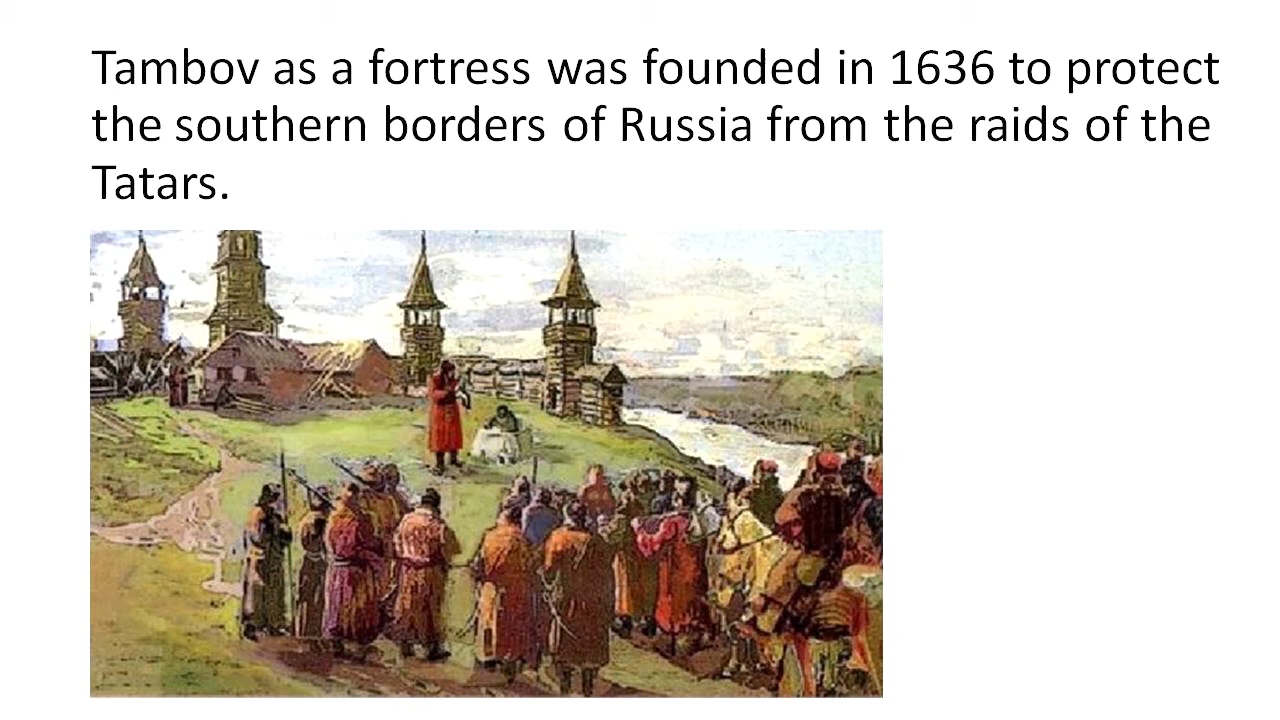 Tambov as a fortress was founded in 1636 to protect
the southern borders of Russia from the raids of the
Tatars.